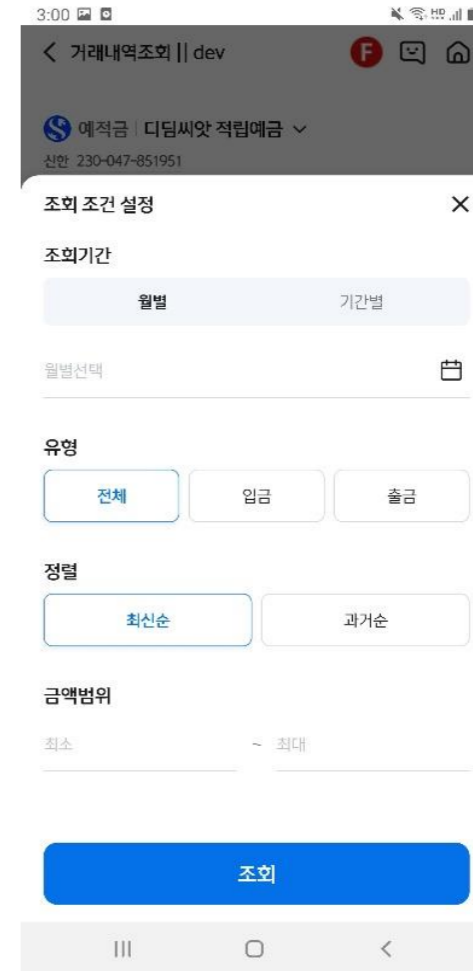 3:00
거래내역조회 || dev
F
예적금 | 디딤씨앗 적립예금
신한 230-047-851951
조회 조건 설정
조회기간
월별 기간별
월별선택
유형
전체 입금 출금
정렬
최신순 과거순
금액범위
최소 ~ 최대
조회